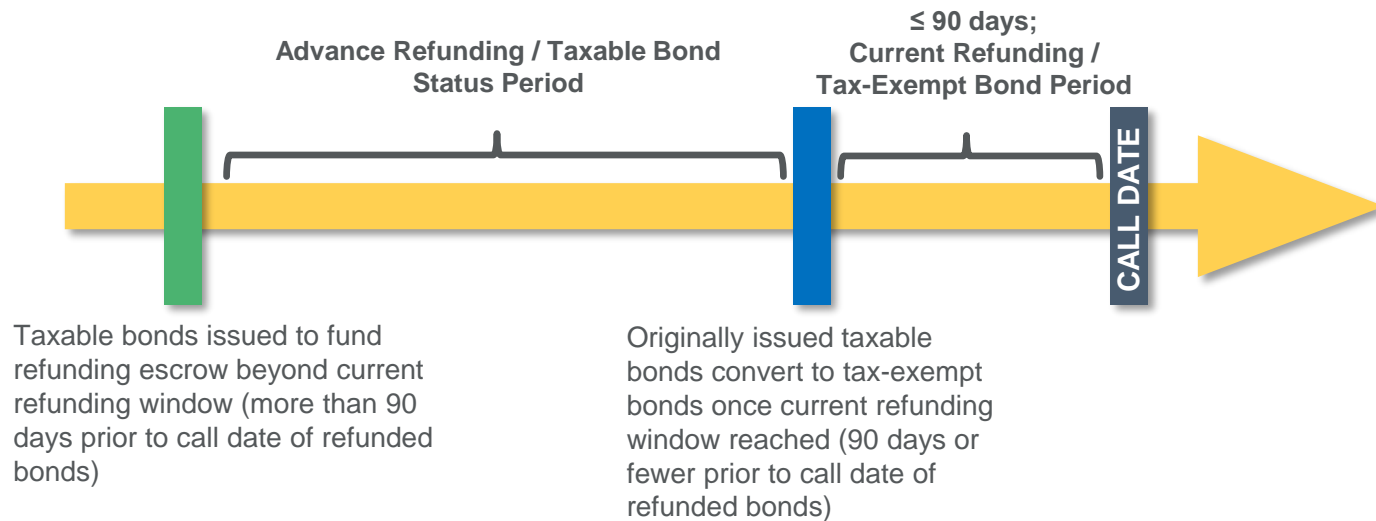 Advance Refunding / Taxable Bond
Status Period
≤ 90 days;
Current Refunding /
Tax-Exempt Bond Period
CALL DATE
Taxable bonds issued to fund
refunding escrow beyond current
refunding window (more than 90
days prior to call date of refunded
bonds)
Originally issued taxable
bonds convert to tax-exempt
bonds once current refunding
window reached (90 days or
fewer prior to call date of
refunded bonds)